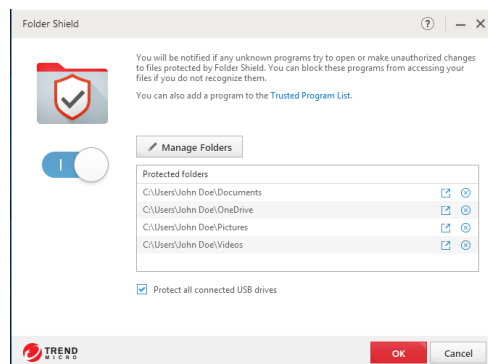 Folder Shield
You will be notified if any unknown programs try to open or make unauthorized changes
to files protected by Folder Shield. You can block these programs from accessing your
files if you do not recognize them.
You can also add a program to the Trusted Program List.
Manage Folders
Protected folders
C:\Users\John Doe\Documents
C:\Users\John Doe\OneDrive
C:\Users\John Doe\Pictures
C:\Users\John Doe\Videos
Protect all connected USB drives
TREND
MICRO
OK
Cancel